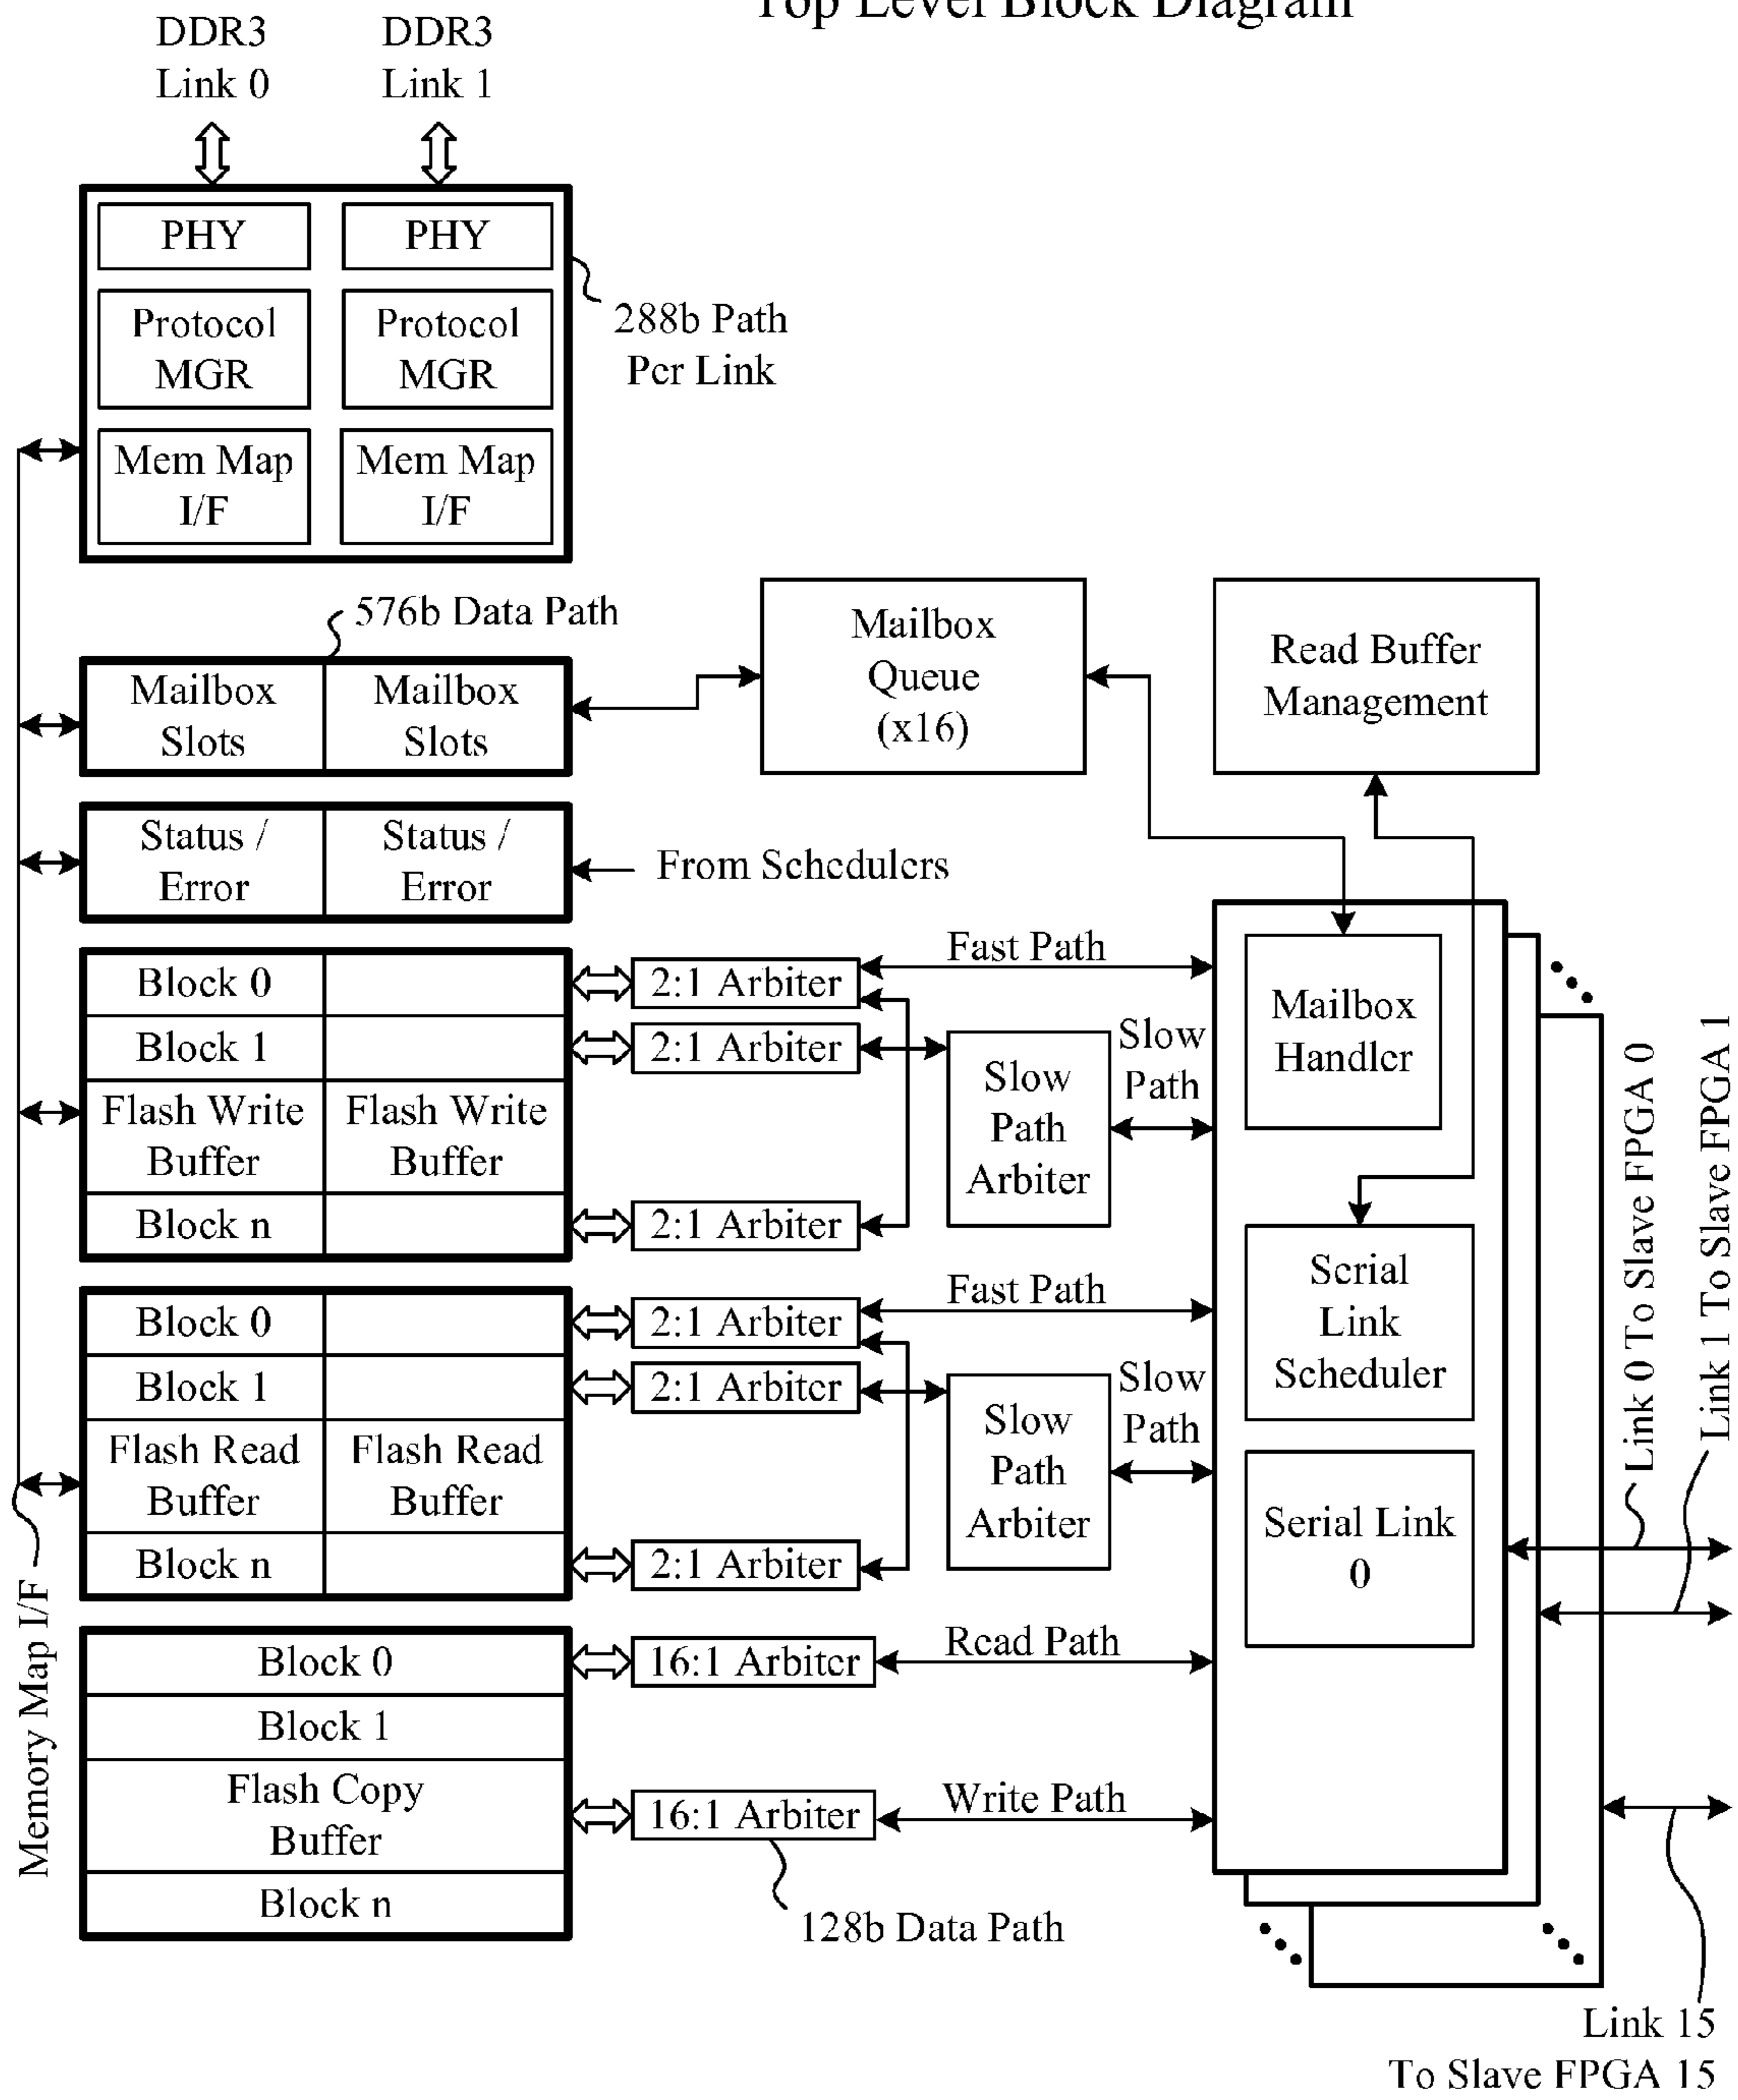 Top Level Block Diagram
DDR3
Link 0
DDR3
Link 1
PHY
PHY
Protocol
MGR
Protocol
MGR
288b Path
Per Link
Mem Map
I/F
Mem Map
I/F
576b Data Path
Mailbox
Slots
Mailbox
Slots
Mailbox
Queue
(x16)
Read Buffer
Management
Status /
Error
Status /
Error
From Schedulers
Block 0
2:1 Arbiter
Fast Path
Block 1
2:1 Arbiter
Slow
Path
Arbiter
Slow
Path
Flash Write
Buffer
Flash Write
Buffer
Block n
2:1 Arbiter
Mailbox
Handler
Block 0
2:1 Arbiter
Fast Path
Block 1
2:1 Arbiter
Slow
Path
Arbiter
Slow
Path
Flash Read
Buffer
Flash Read
Buffer
Block n
2:1 Arbiter
Serial
Link
Scheduler
Serial Link
0
Link 0 To Slave FPGA 0
Link 1 To Slave FPGA 1
Memory Map I/F
Block 0
16:1 Arbiter
Read Path
Block 1
Flash Copy
Buffer
16:1 Arbiter
Write Path
Block n
128b Data Path
Link 15
To Slave FPGA 15